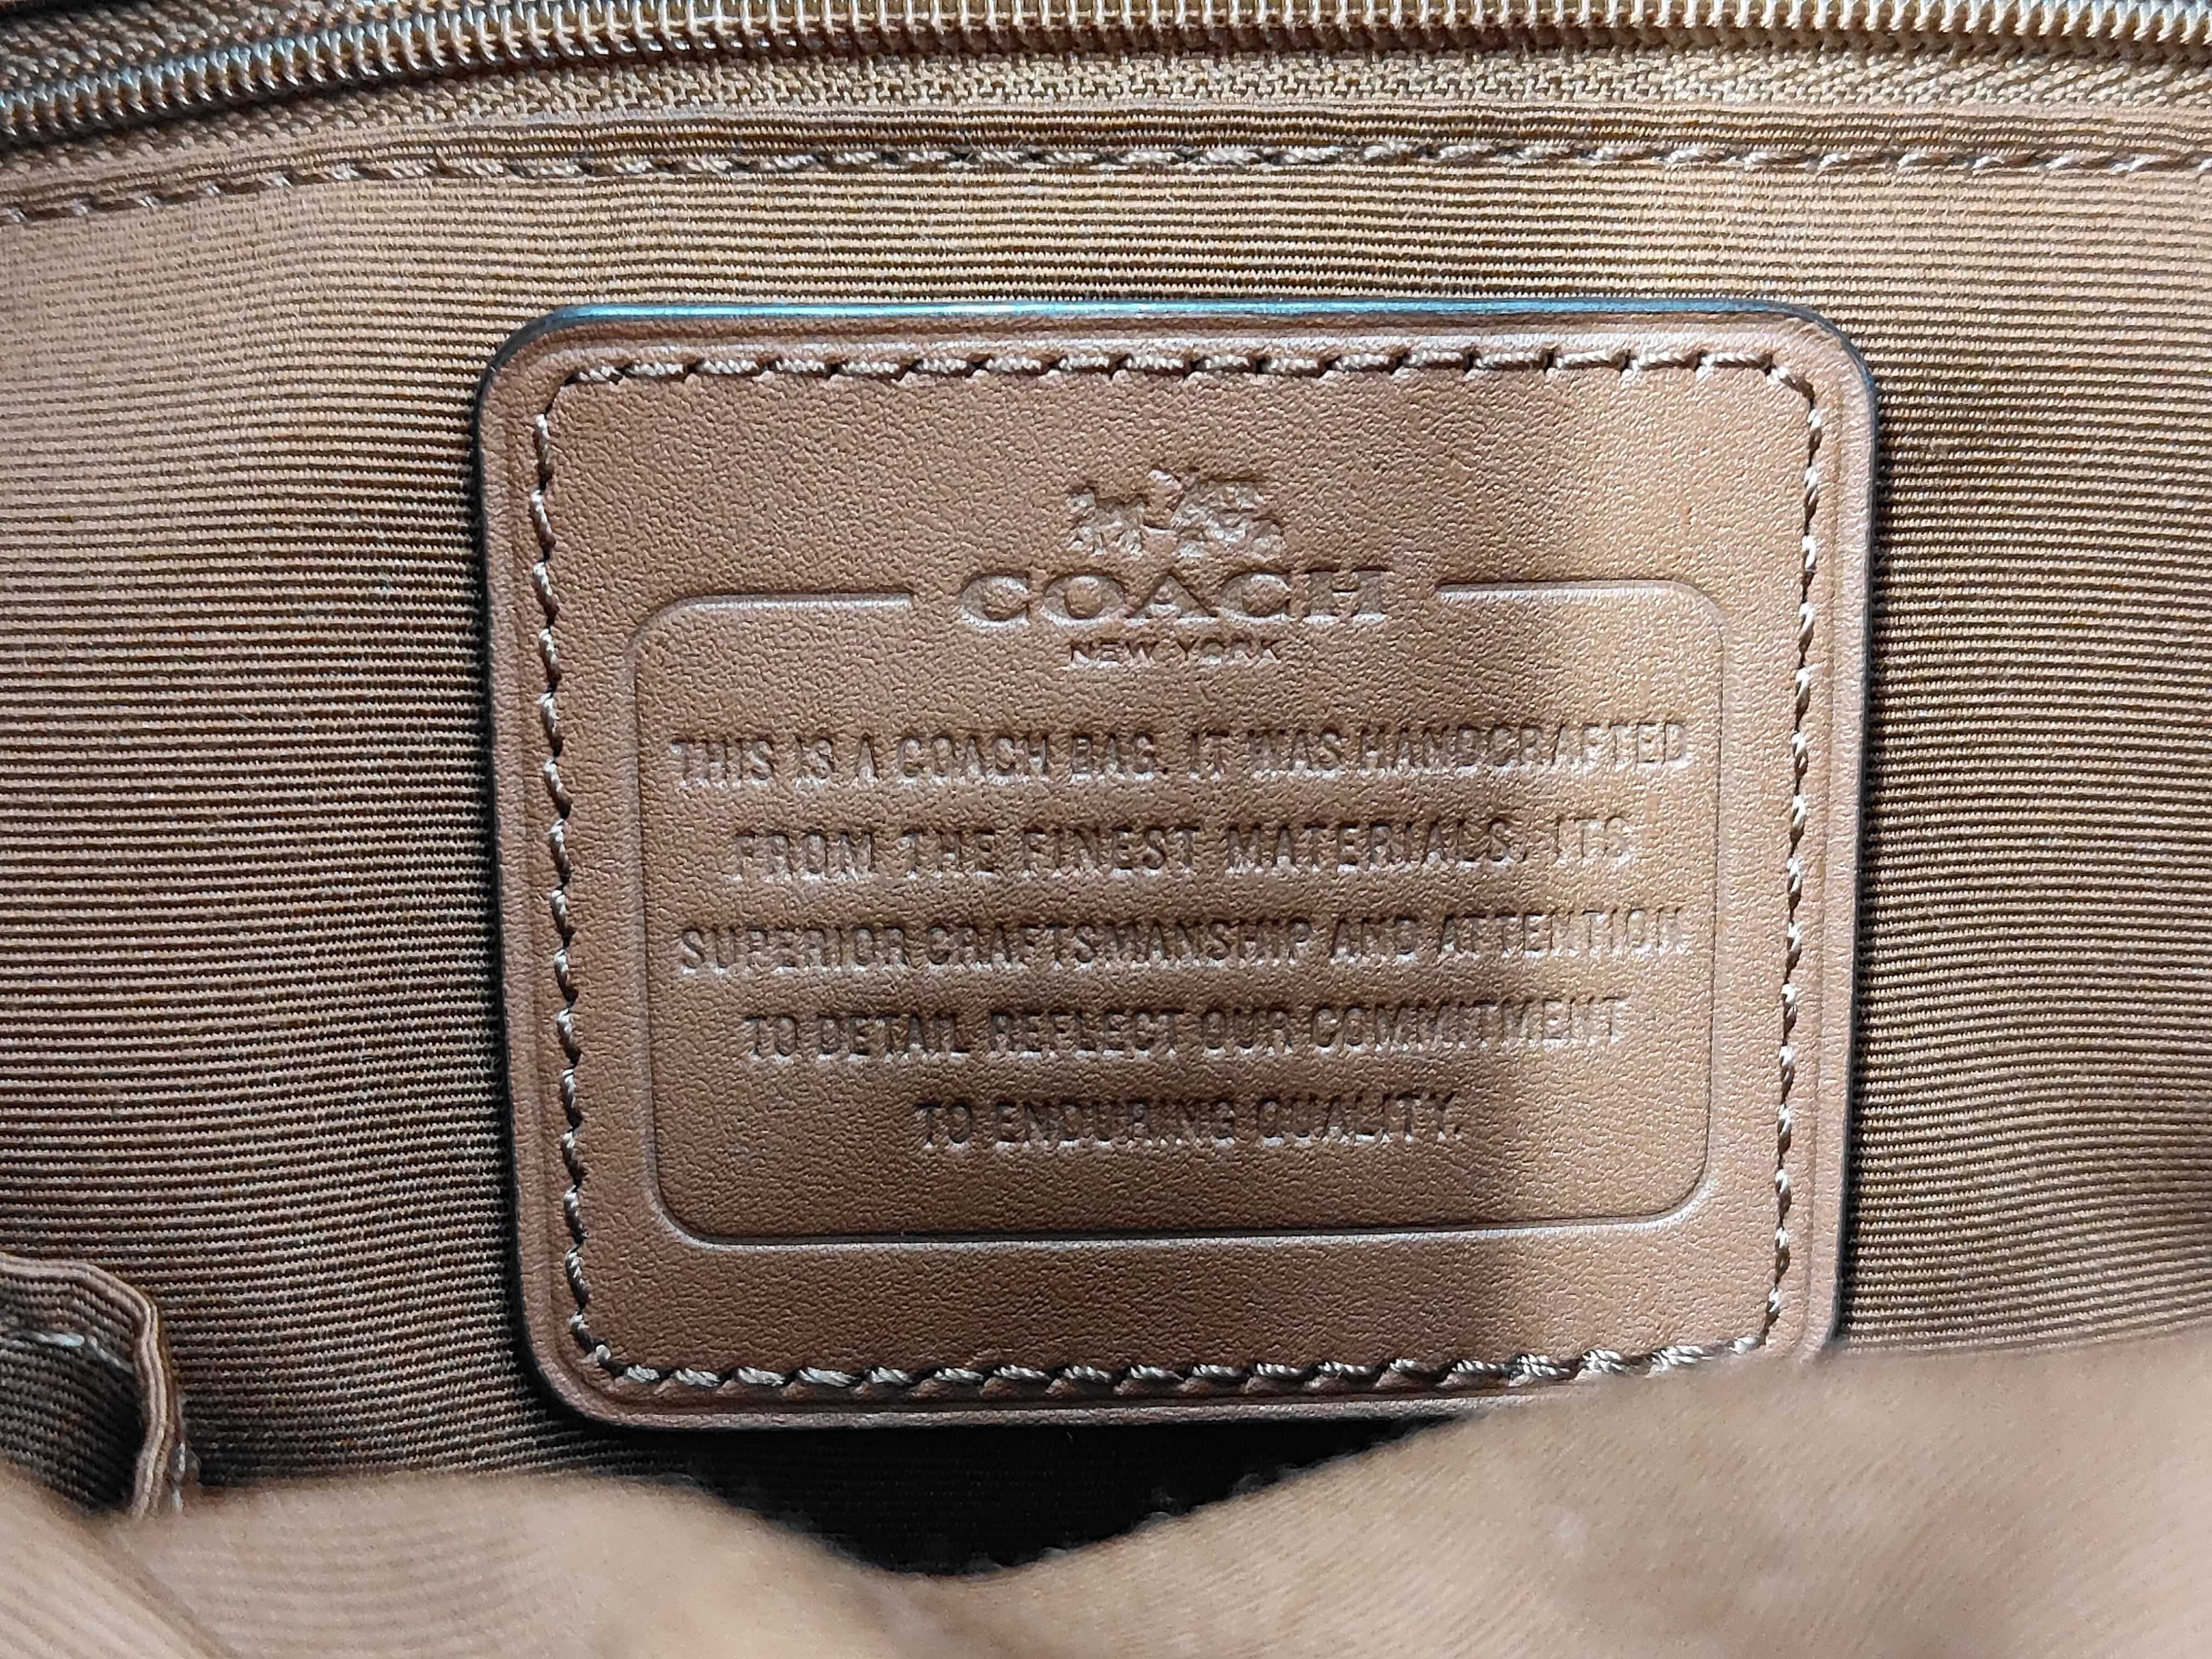 COACH
NEW YORK
THIS IS A COACH BAG. IT WAS HANDCRAFTED
FROM THE FINEST MATERIALS. ITS
SUPERIOR CRAFTSMANSHIP AND ATTENTION
TO DETAIL REFLECT OUR COMMITMENT
TO ENDURING QUALITY.